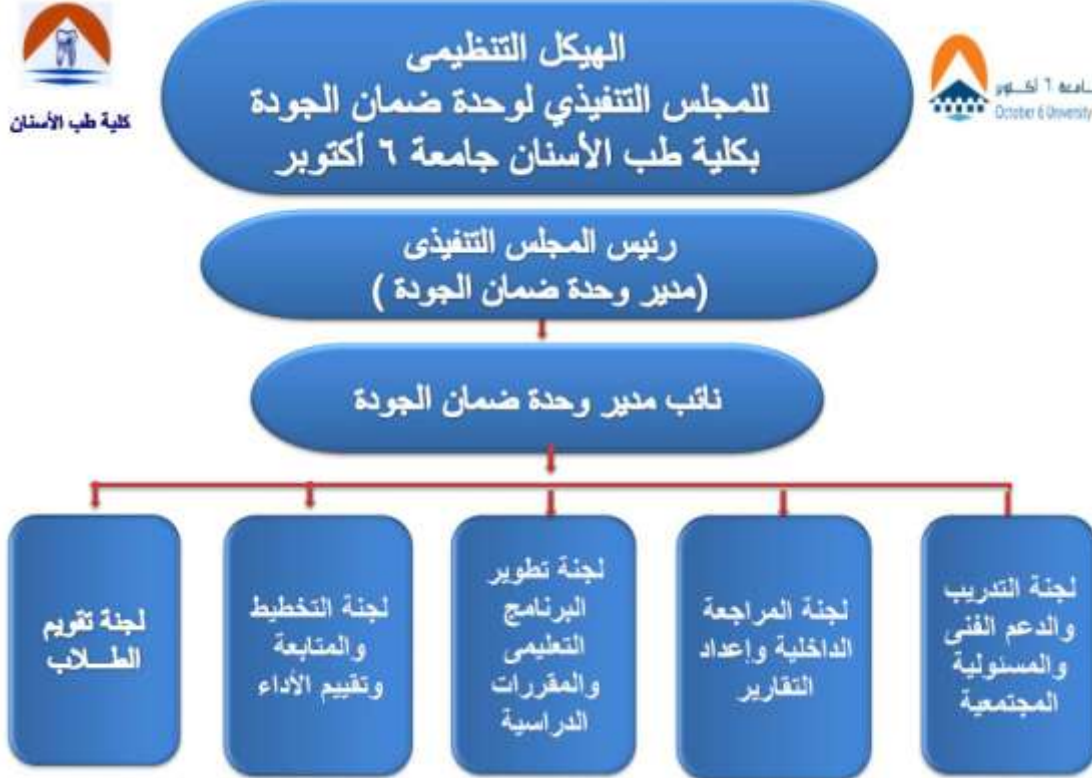 كلية طب الأسنان
October 6 University
الهيكل التنظيمى
للمجلس التنفيذي لوحدة ضمان الجودة
بكلية طب الأسنان جامعة ٦ أكتوبر
رئيس المجلس التنفيذى
(مدير وحدة ضمان الجودة )
نائب مدير وحدة ضمان الجودة
لجنة التدريب
والدعم الفنى
والمسئولية
المجتمعية
لجنة المراجعة
الداخلية وإعداد
التقارير
لجنة تطوير
البرنامج
التعليمى
والمقررات
الدراسية
لجنة التخطيط
والمتابعة
وتقييم الأداء
لجنة تقويم
الطـــلاب